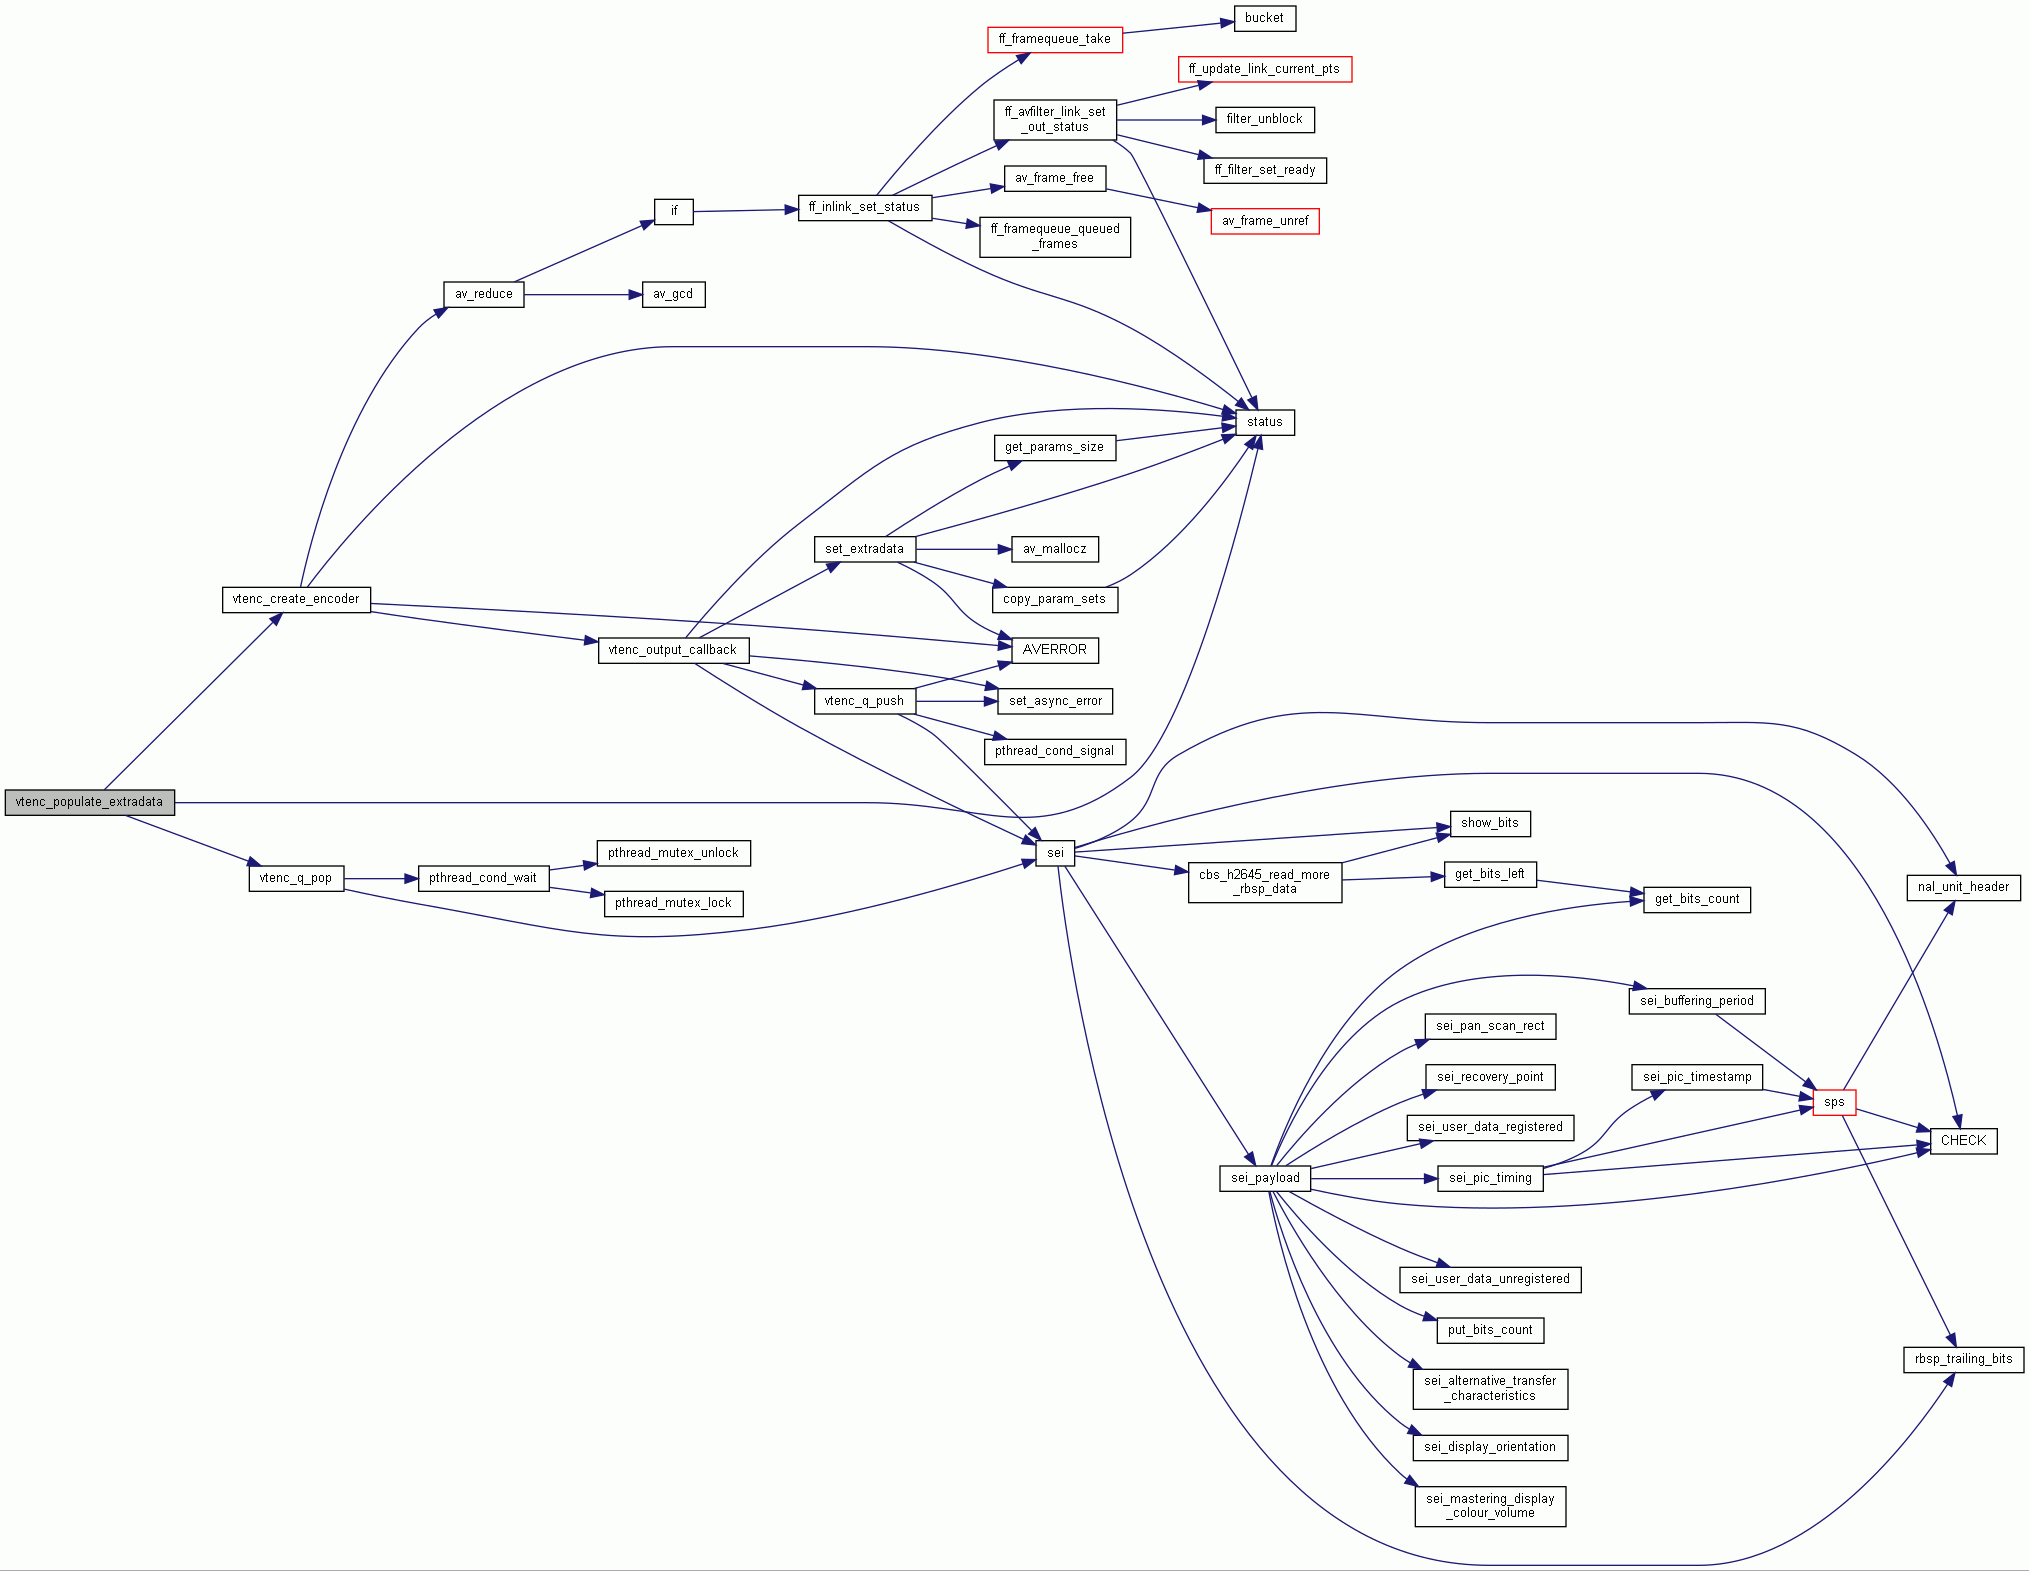 bucket
ff_framequeue_take
ff_update_link_current_pts
ff_avfilter_link_set
_out_status
filter_unblock
ff_filter_set_ready
av_frame_free
if
ff_inlink_set_status
av_frame_unref
ff_framequeue_queued
_frames
av_reduce
av_gcd
status
get_params_size
set_extradata
av_mallocz
vtenc_create_encoder
copy_param_sets
vtenc_output_callback
AVERROR
vtenc_q_push
set_async_error
pthread_cond_signal
vtenc_populate_extradata
show_bits
pthread_mutex_unlock
sei
vtenc_q_pop
pthread_cond_wait
cbs_h2645_read_more
_rbsp_data
get_bits_left
nal_unit_header
get_bits_count
pthread_mutex_lock
sei_buffering_period
sei_pan_scan_rect
sei_recovery_point
sei_pic_timestamp
sps
sei_user_data_registered
CHECK
sei_payload
sei_pic_timing
sei_user_data_unregistered
put_bits_count
rbsp_trailing_bits
sei_alternative_transfer
_characteristics
sei_display_orientation
sei_mastering_display
_colour_volume